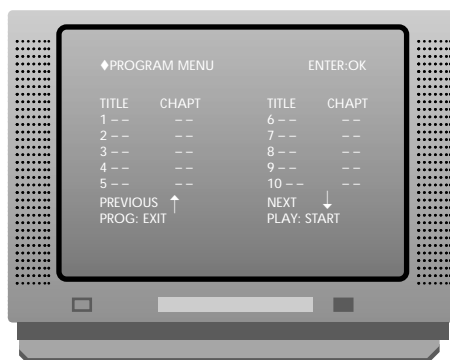 ♦PROGRAM MENU ENTER:OK
TITLE CHAPT TITLE CHAPT
1 – – – – 6 – – – –
2 – – – – 7 – – – –
3 – – – – 8 – – – –
4 – – – – 9 – – – –
5 – – – – 10 – – – –
PREVIOUS ↑ NEXT ↓
PROG: EXIT PLAY: START